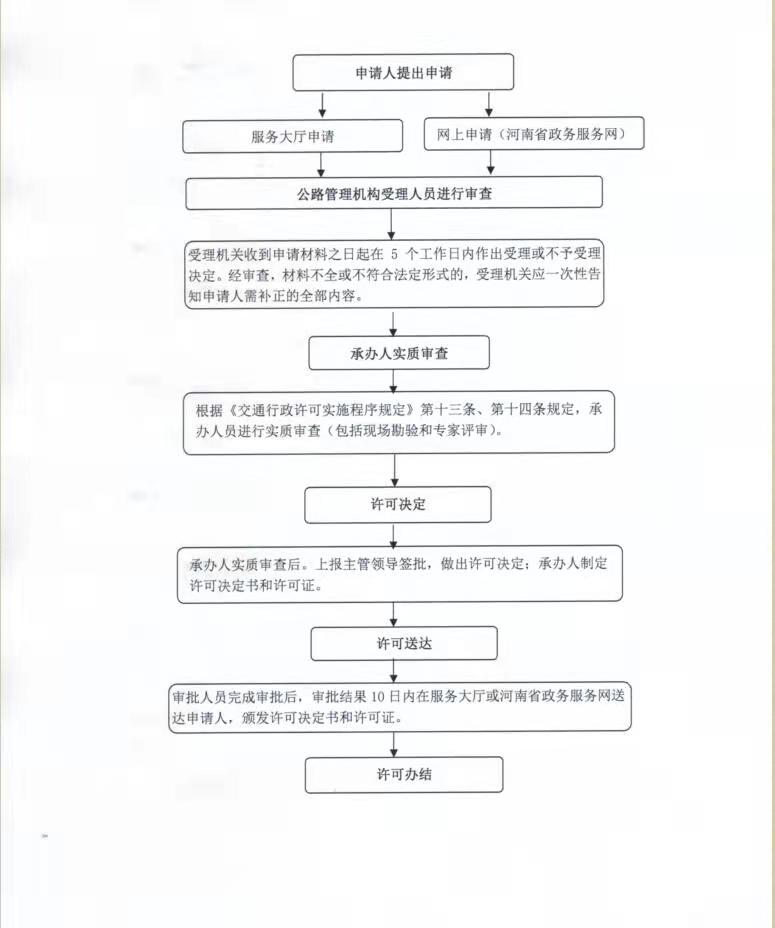 申请人提出申请
服务大厅申请
网上申请（河南省政务服务网）
公路管理机构受理人员进行审查
受理机关收到申请材料之日起在 5 个工作日内作出受理或不予受理
决定。经审查，材料不全或不符合法定形式的，受理机关应一次性告
知申请人需补正的全部内容。
承办人实质审查
根据《交通行政许可实施程序规定》第十三条、第十四条规定，承
办人员进行实质审查（包括现场勘验和专家评审）。
许可决定
承办人实质审查后。上报主管领导签批，做出许可决定；承办人制定
许可决定书和许可证。
许可送达
审批人员完成审批后，审批结果 10 日内在服务大厅或河南省政务服务网送
达申请人，颁发许可决定书和许可证。
许可办结